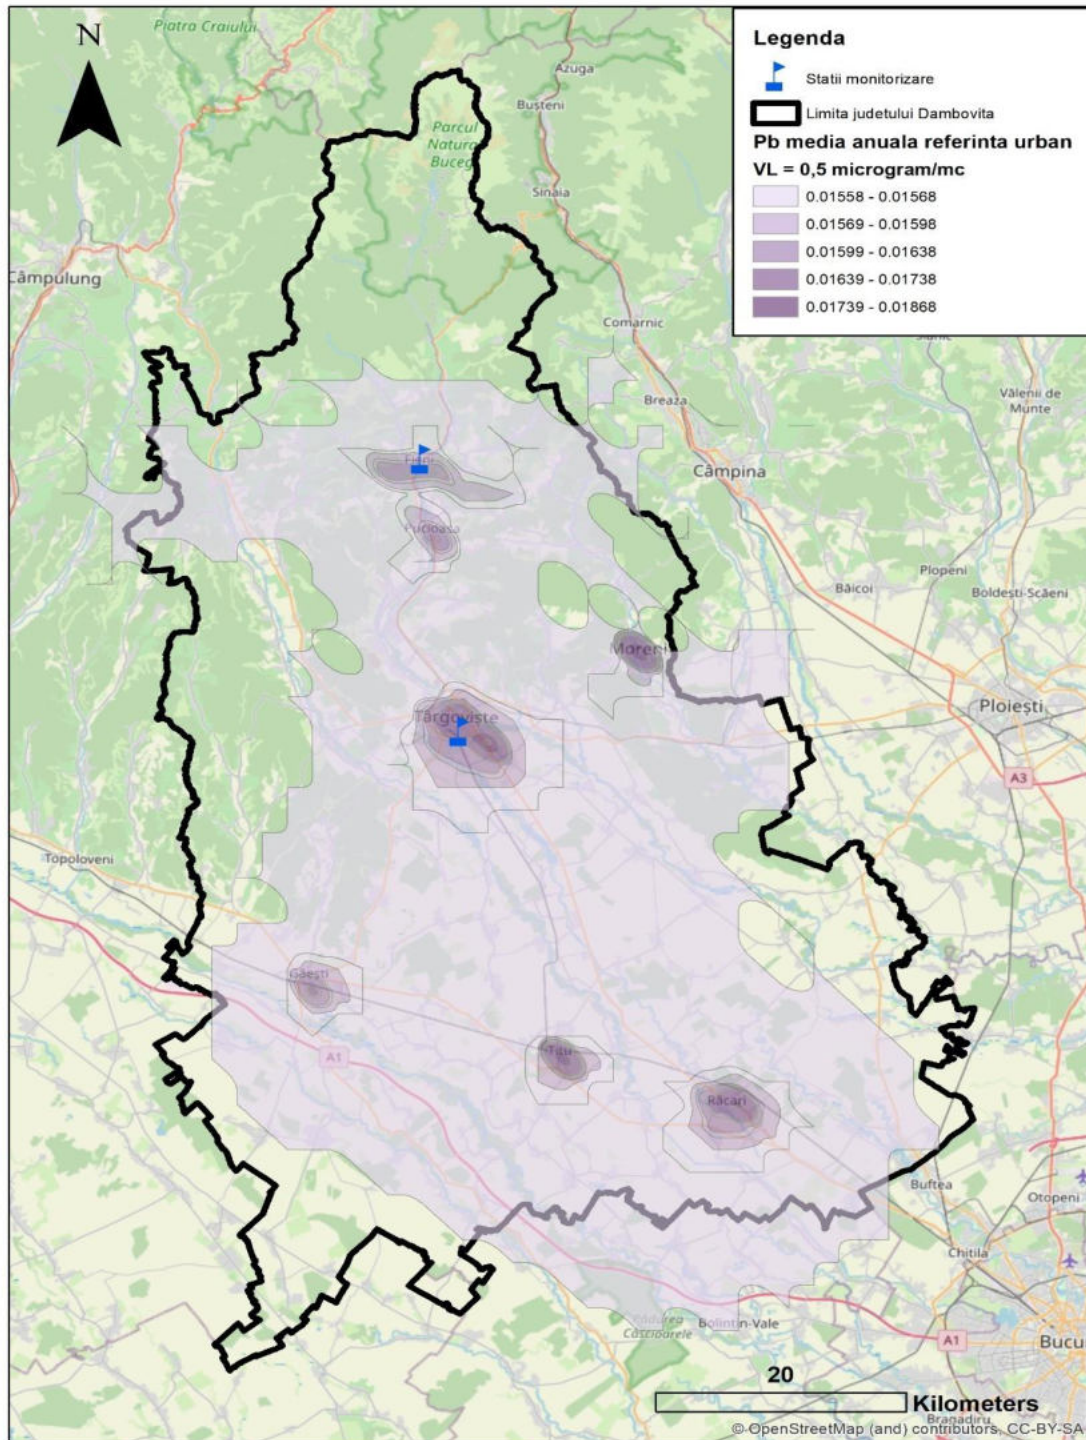 Piatra Craiului
N
Azuga
Bușteni
Parcul
Natural
Bucegi
Sinaia
Câmpulung
Comarnic
Breaza
Vălenii de
Munte
Câmpina
Fieni
Pucioasa
Plopeni
Băicoi
Boldești-Scăeni
Moreni
Târgoviște
Ploiești
A3
Topoloveni
Găești
A1
Titu
Răcari
Buftea
Otopeni
Chitila
Pădurea
Căscioarele
Bolintin-Vale
A1
Bucu
Bragadiru
Legenda
Statii monitorizare
Limita judetului Dambovita
Pb media anuala referinta urban
VL = 0,5 microgram/mc
0.01558 - 0.01568
0.01569 - 0.01598
0.01599 - 0.01638
0.01639 - 0.01738
0.01739 - 0.01868
20
Kilometers
© OpenStreetMap (and) contributors, CC-BY-SA